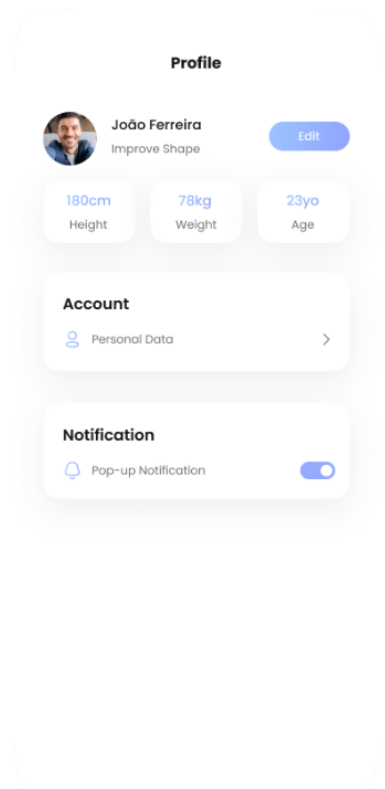 Profile
João Ferreira
Edit
Improve Shape
180cm
Height
78kg
Weight
23yo
Age
Account
Personal Data
Notification
Pop-up Notification